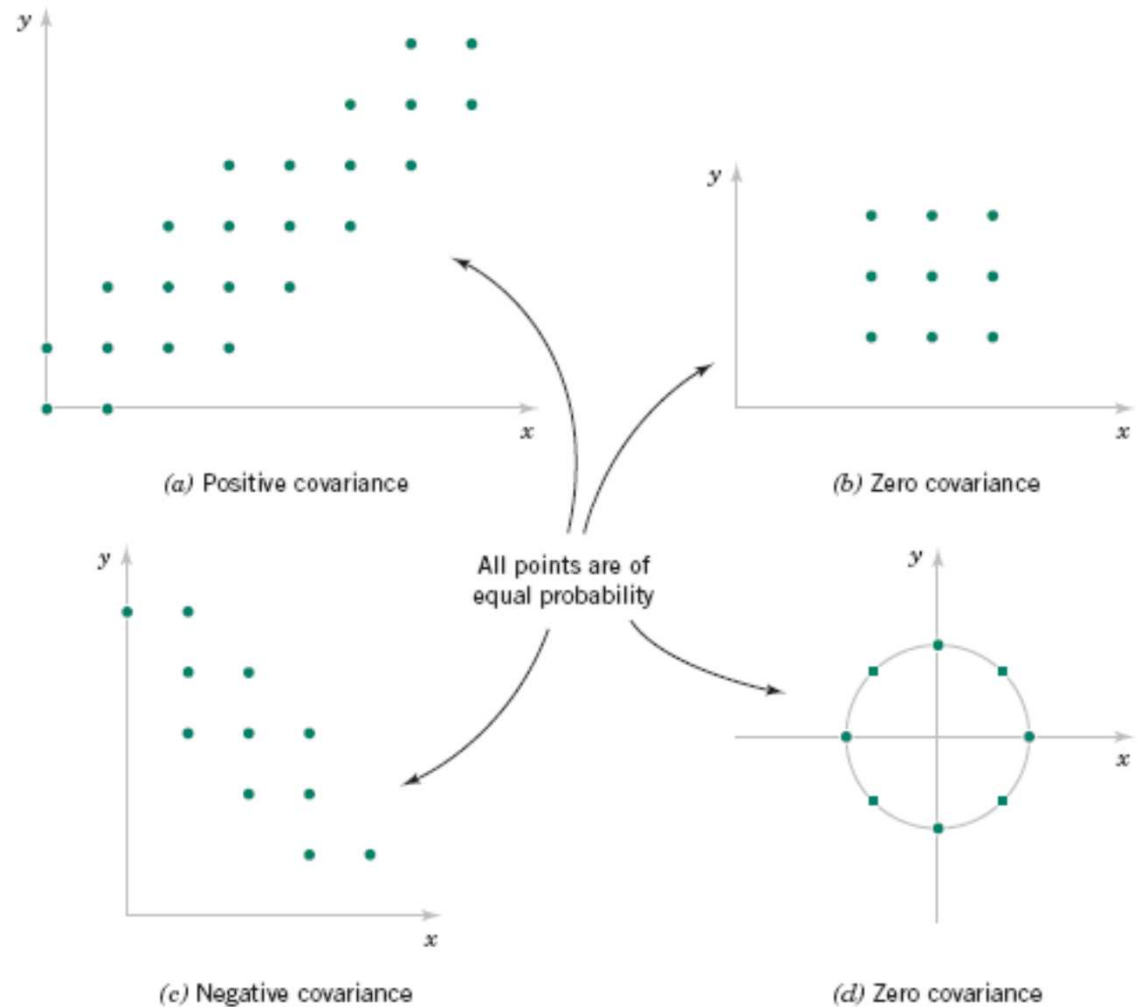 y
x
(a) Positive covariance
y
x
(b) Zero covariance
All points are of
equal probability
y
x
(c) Negative covariance
y
x
(d) Zero covariance